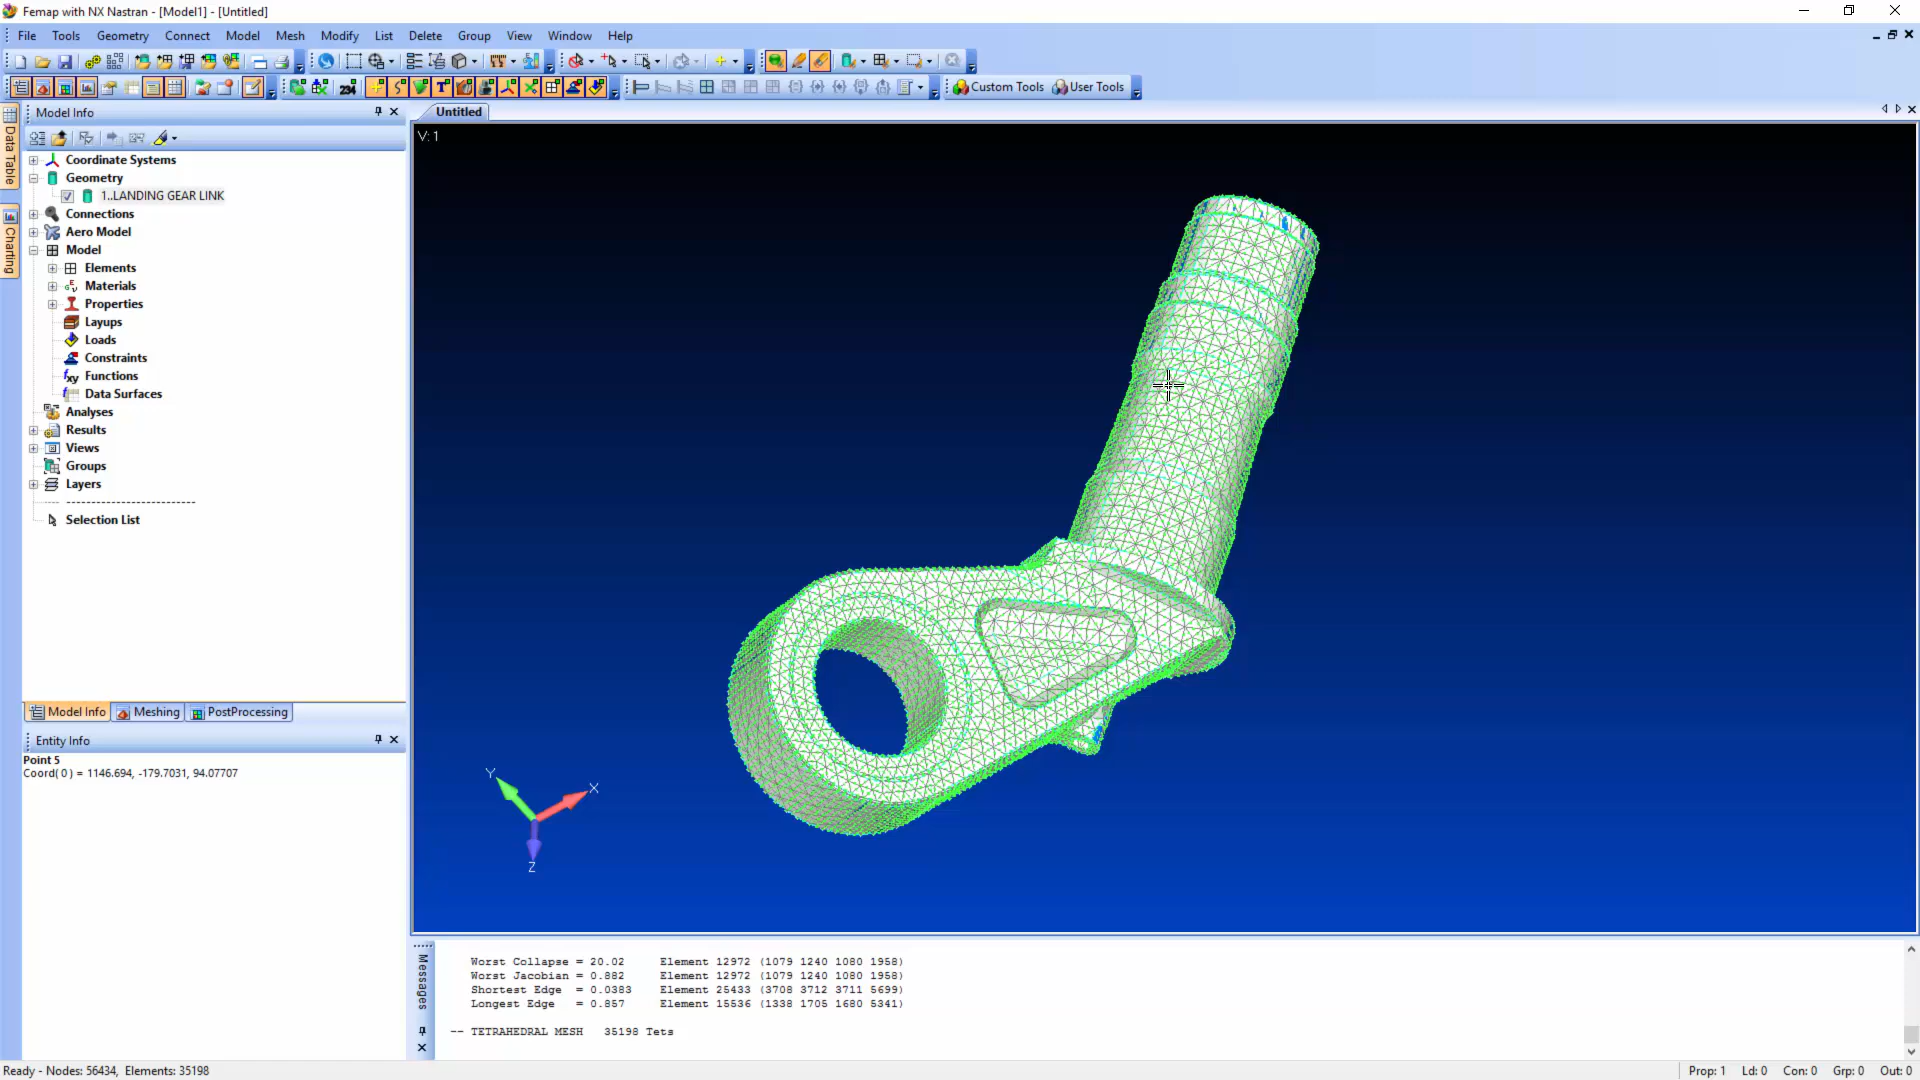 Femap with NX Nastran - [Model1] - [Untitled]
File Tools Geometry Connect Model Mesh Modify List Delete Group View Window Help
234 Custom Tools User Tools
Model Info
Untitled
Data Table
Charting
V: 1
Coordinate Systems
Geometry
1..LANDING GEAR LINK
Connections
Aero Model
Model
Elements
Materials
Properties
Layups
Loads
Constraints
Functions
Data Surfaces
Analyses
Results
Views
Groups
Layers
Selection List
Model Info Meshing PostProcessing
Entity Info
Point 5
Coord( 0 ) = 1146.694, -179.7031, 94.07707
Y
X
Z
Messages
Worst Collapse = 20.02 Element 12972 (1079 1240 1080 1958)
Worst Jacobian = 0.882 Element 12972 (1079 1240 1080 1958)
Shortest Edge = 0.0383 Element 25433 (3708 3712 3711 5699)
Longest Edge = 0.857 Element 15536 (1338 1705 1680 5341)
-- TETRAHEDRAL MESH 35198 Tets
Ready - Nodes: 56434, Elements: 35198
Prop: 1 Ld: 0 Con: 0 Grp: 0 Out: 0